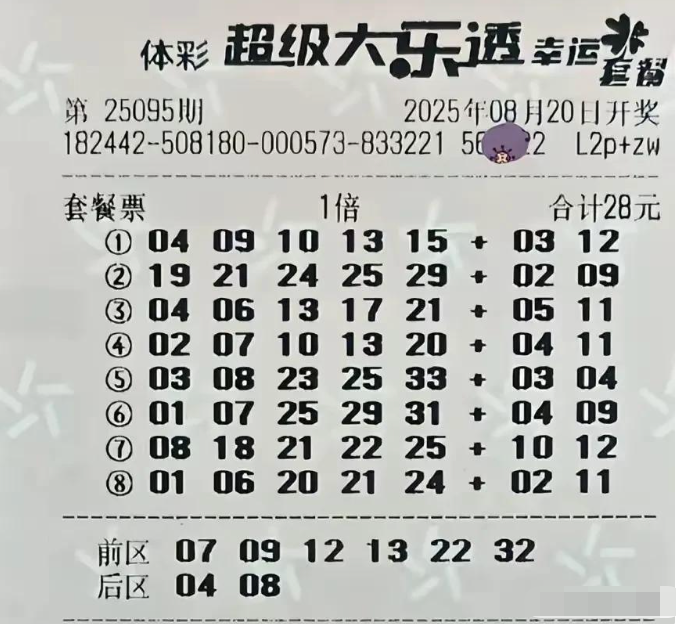 体彩 超级大乐透 幸运 套餐
第 25095期 2025年08月20日开奖
182442-508180-000573-833221 22 L2p+zw
套餐票 1倍 合计28元
① 04 09 10 13 15 + 03 12
② 19 21 24 25 29 + 02 09
③ 04 06 13 17 21 + 05 11
④ 02 07 10 13 20 + 04 11
⑤ 03 08 23 25 33 + 03 04
⑥ 01 07 25 29 31 + 04 09
⑦ 08 18 21 22 25 + 10 12
⑧ 01 06 20 21 24 + 02 11
前区 07 09 12 13 22 32
后区 04 08